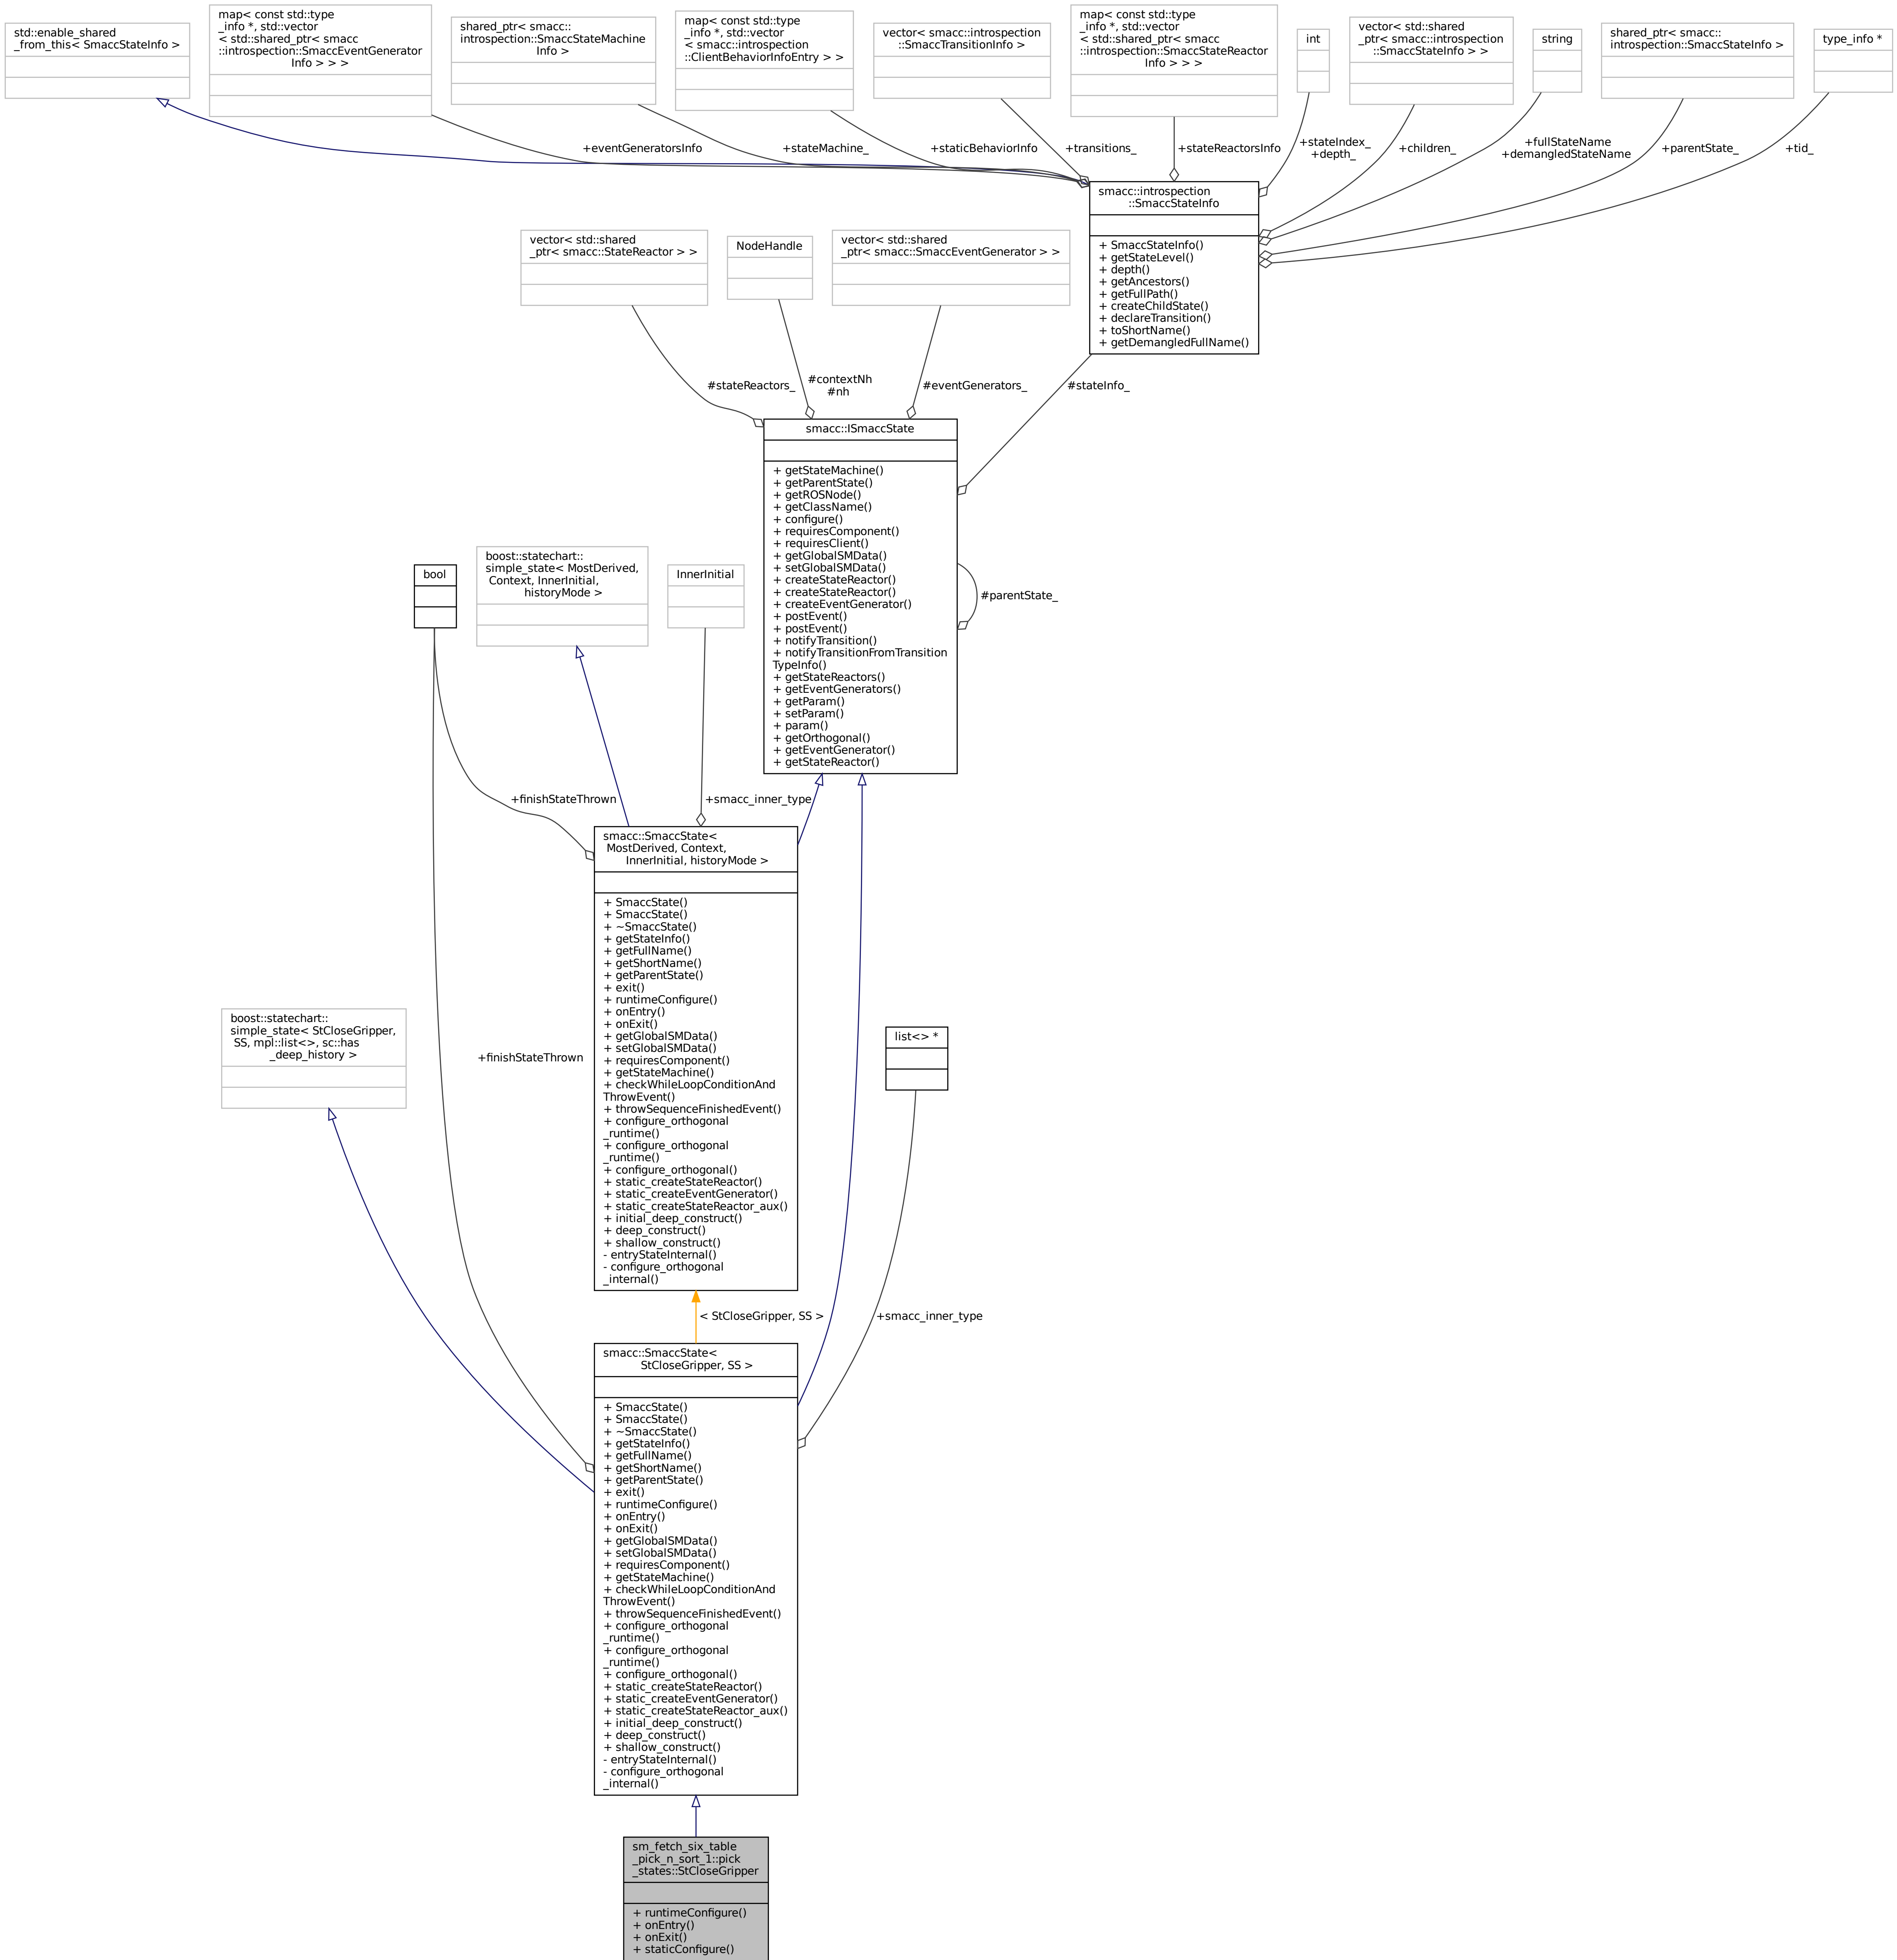 std::enable_shared
_from_this< SmaccStateInfo >
map< const std::type
_info *, std::vector
< std::shared_ptr< smacc
::introspection::SmaccEventGenerator
Info > > >
shared_ptr< smacc::
introspection::SmaccStateMachine
Info >
map< const std::type
_info *, std::vector
< smacc::introspection
::ClientBehaviorInfoEntry > >
vector< smacc::introspection
::SmaccTransitionInfo >
map< const std::type
_info *, std::vector
< std::shared_ptr< smacc
::introspection::SmaccStateReactor
Info > > >
int
vector< std::shared
_ptr< smacc::introspection
::SmaccStateInfo > >
string
shared_ptr< smacc::
introspection::SmaccStateInfo >
type_info *
+eventGeneratorsInfo
+stateMachine_
+staticBehaviorInfo
+transitions_
+stateReactorsInfo
+stateIndex_
+depth_
+children_
+fullStateName
+demangledStateName
+parentState_
+tid_
smacc::introspection
::SmaccStateInfo
+ SmaccStateInfo()
+ getStateLevel()
+ depth()
+ getAncestors()
+ getFullPath()
+ createChildState()
+ declareTransition()
+ toShortName()
+ getDemangledFullName()
vector< std::shared
_ptr< smacc::StateReactor > >
NodeHandle
vector< std::shared
_ptr< smacc::SmaccEventGenerator > >
#stateReactors_
#contextNh
#nh
#eventGenerators_
#stateInfo_
smacc::ISmaccState
+ getStateMachine()
+ getParentState()
+ getROSNode()
+ getClassName()
+ configure()
+ requiresComponent()
+ requiresClient()
+ getGlobalSMData()
+ setGlobalSMData()
+ createStateReactor()
+ createStateReactor()
+ createEventGenerator()
+ postEvent()
+ postEvent()
+ notifyTransition()
+ notifyTransitionFromTransition
TypeInfo()
+ getStateReactors()
+ getEventGenerators()
+ getParam()
+ setParam()
+ param()
+ getOrthogonal()
+ getEventGenerator()
+ getStateReactor()
#parentState_
bool
boost::statechart::
simple_state< MostDerived,
Context, InnerInitial,
historyMode >
InnerInitial
+finishStateThrown
+smacc_inner_type
smacc::SmaccState<
MostDerived, Context,
InnerInitial, historyMode >
+ SmaccState()
+ SmaccState()
+ ~SmaccState()
+ getStateInfo()
+ getFullName()
+ getShortName()
+ getParentState()
+ exit()
+ runtimeConfigure()
+ onEntry()
+ onExit()
+ getGlobalSMData()
+ setGlobalSMData()
+ requiresComponent()
+ getStateMachine()
+ checkWhileLoopConditionAnd
ThrowEvent()
+ throwSequenceFinishedEvent()
+ configure_orthogonal
_runtime()
+ configure_orthogonal
_runtime()
+ configure_orthogonal()
+ static_createStateReactor()
+ static_createEventGenerator()
+ static_createStateReactor_aux()
+ initial_deep_construct()
+ deep_construct()
+ shallow_construct()
- entryStateInternal()
- configure_orthogonal
_internal()
boost::statechart::
simple_state< StCloseGripper,
SS, mpl::list<>, sc::has
_deep_history >
+finishStateThrown
list<> *
< StCloseGripper, SS >
+smacc_inner_type
smacc::SmaccState<
StCloseGripper, SS >
+ SmaccState()
+ SmaccState()
+ ~SmaccState()
+ getStateInfo()
+ getFullName()
+ getShortName()
+ getParentState()
+ exit()
+ runtimeConfigure()
+ onEntry()
+ onExit()
+ getGlobalSMData()
+ setGlobalSMData()
+ requiresComponent()
+ getStateMachine()
+ checkWhileLoopConditionAnd
ThrowEvent()
+ throwSequenceFinishedEvent()
+ configure_orthogonal
_runtime()
+ configure_orthogonal
_runtime()
+ configure_orthogonal()
+ static_createStateReactor()
+ static_createEventGenerator()
+ static_createStateReactor_aux()
+ initial_deep_construct()
+ deep_construct()
+ shallow_construct()
- entryStateInternal()
- configure_orthogonal
_internal()
sm_fetch_six_table
_pick_n_sort_1::pick
_states::StCloseGripper
+ runtimeConfigure()
+ onEntry()
+ onExit()
+ staticConfigure()